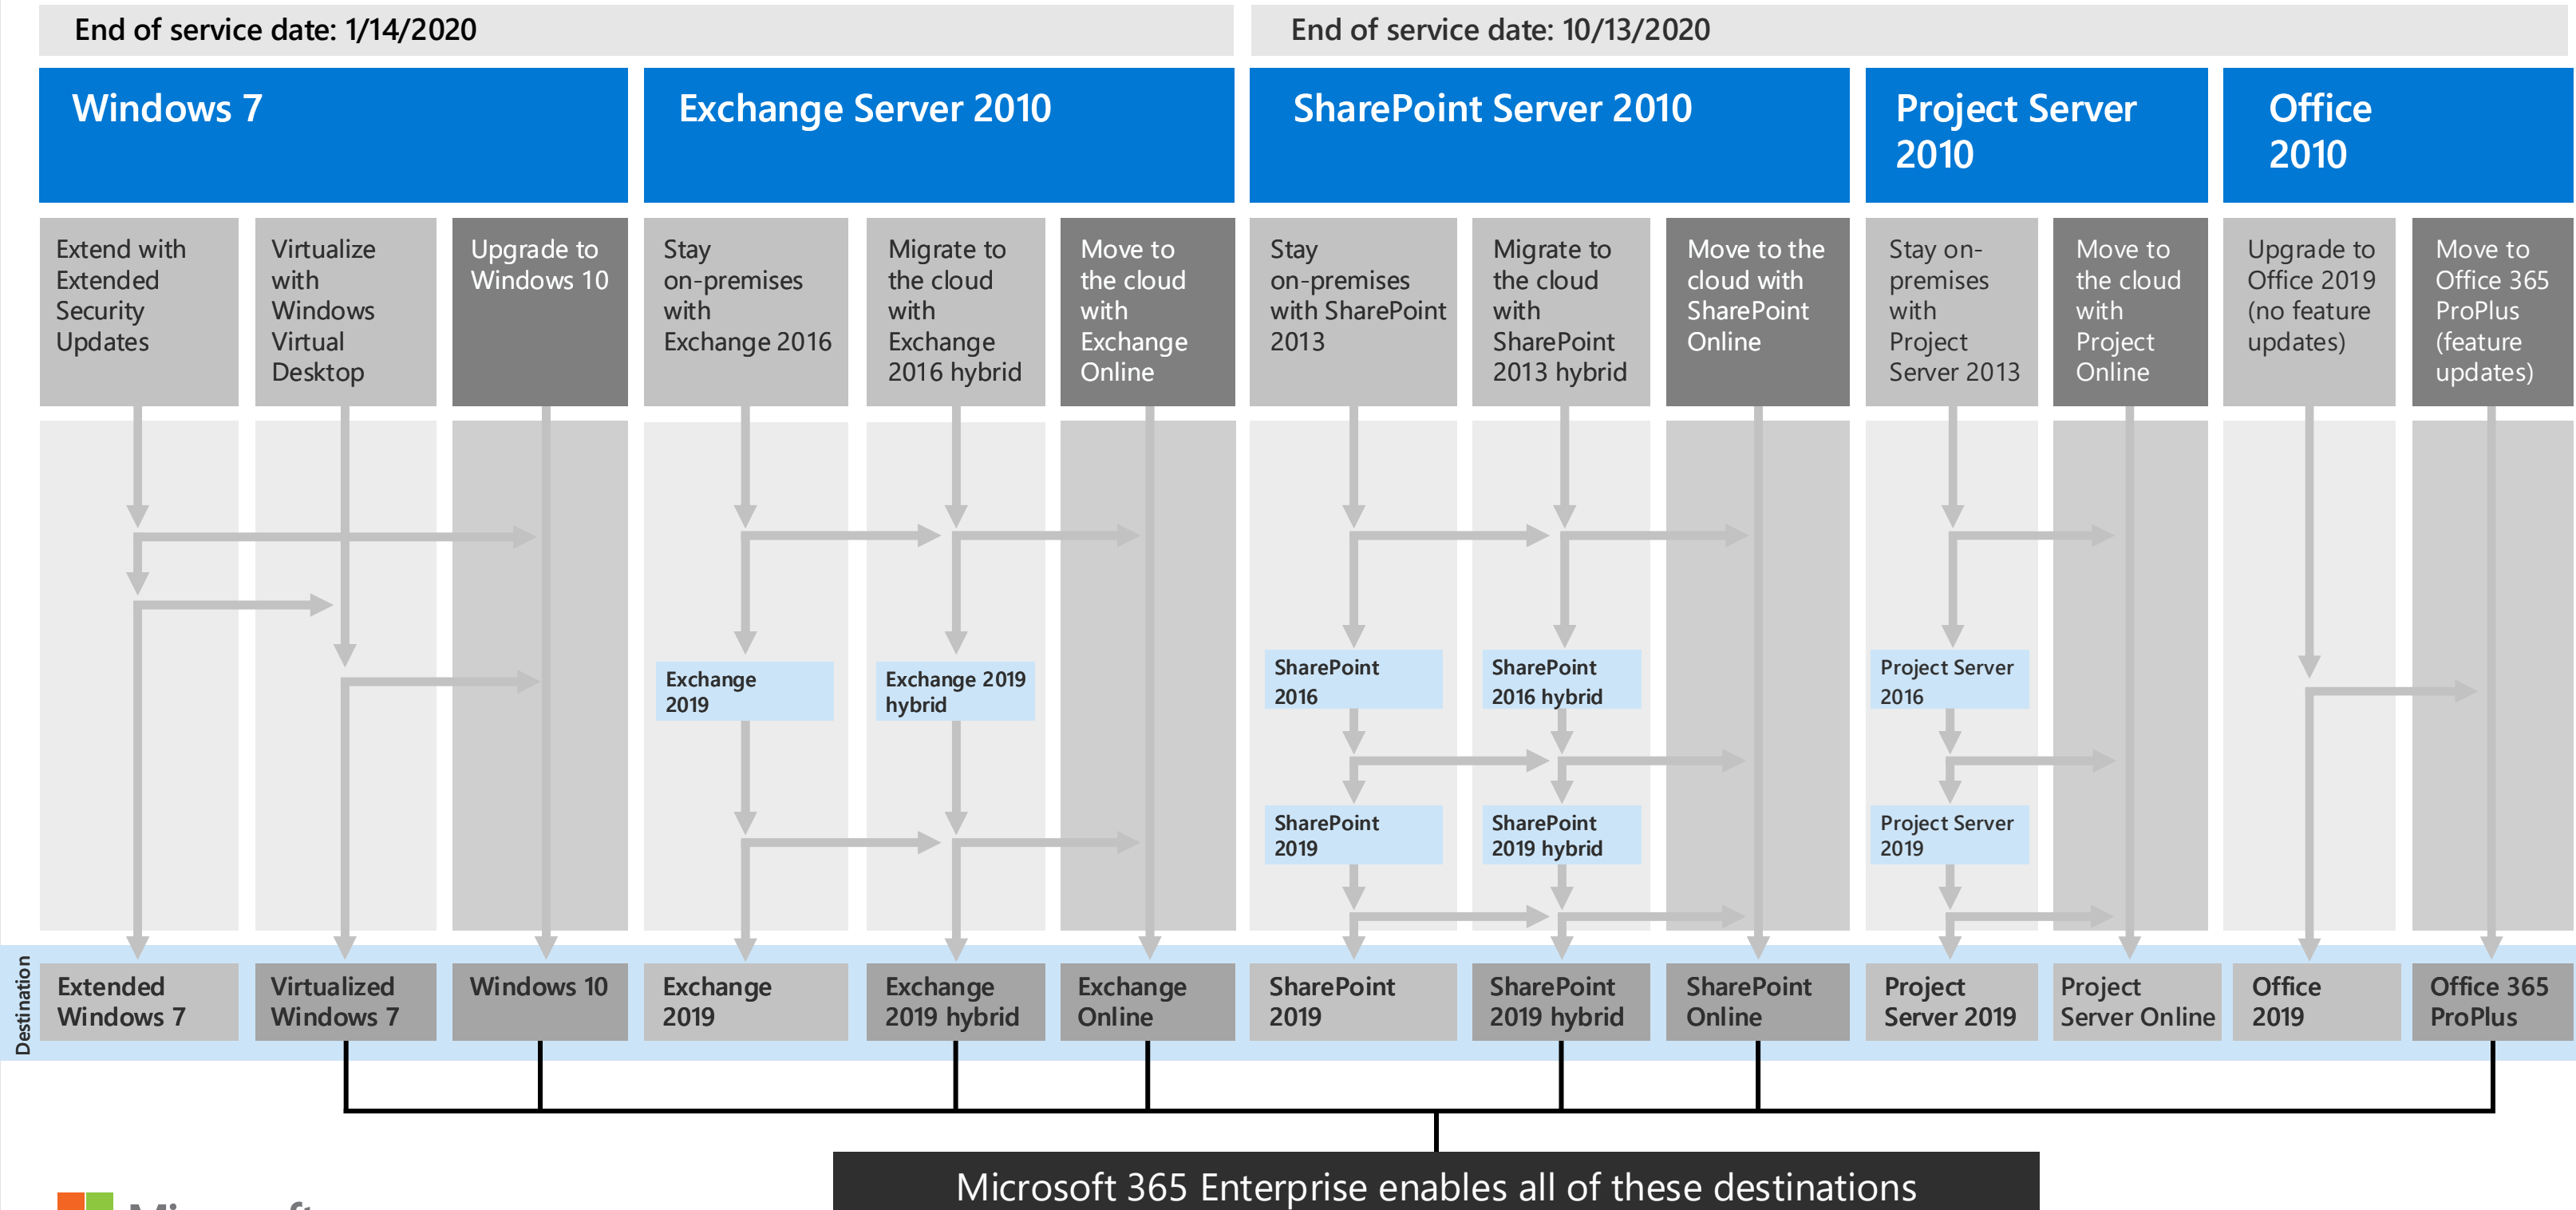 End of service date: 1/14/2020
End of service date: 10/13/2020
Windows 7
Exchange Server 2010
SharePoint Server 2010
Project Server
2010
Office
2010
Extend with
Extended
Security
Updates
Virtualize
with
Windows
Virtual
Desktop
Upgrade to
Windows 10
Stay
on-premises
with
Exchange 2016
Migrate to
the cloud
with
Exchange
2016 hybrid
Move to
the cloud
with
Exchange
Online
Stay
on-premises
with SharePoint
2013
Migrate to
the cloud
with
SharePoint
2013 hybrid
Move to the
cloud with
SharePoint
Online
Stay on-
premises
with
Project
Server 2013
Move to
the cloud
with
Project
Online
Upgrade to
Office 2019
(no feature
updates)
Move to
Office 365
ProPlus
(feature
updates)
Exchange
2019
Exchange 2019
hybrid
SharePoint
2016
SharePoint
2016 hybrid
Project Server
2016
SharePoint
2019
SharePoint
2019 hybrid
Project Server
2019
Destination
Extended
Windows 7
Virtualized
Windows 7
Windows 10
Exchange
2019
Exchange
2019 hybrid
Exchange
Online
SharePoint
2019
SharePoint
2019 hybrid
SharePoint
Online
Project
Server 2019
Project
Server Online
Office
2019
Office 365
ProPlus
Microsoft 365 Enterprise enables all of these destinations
Microsoft